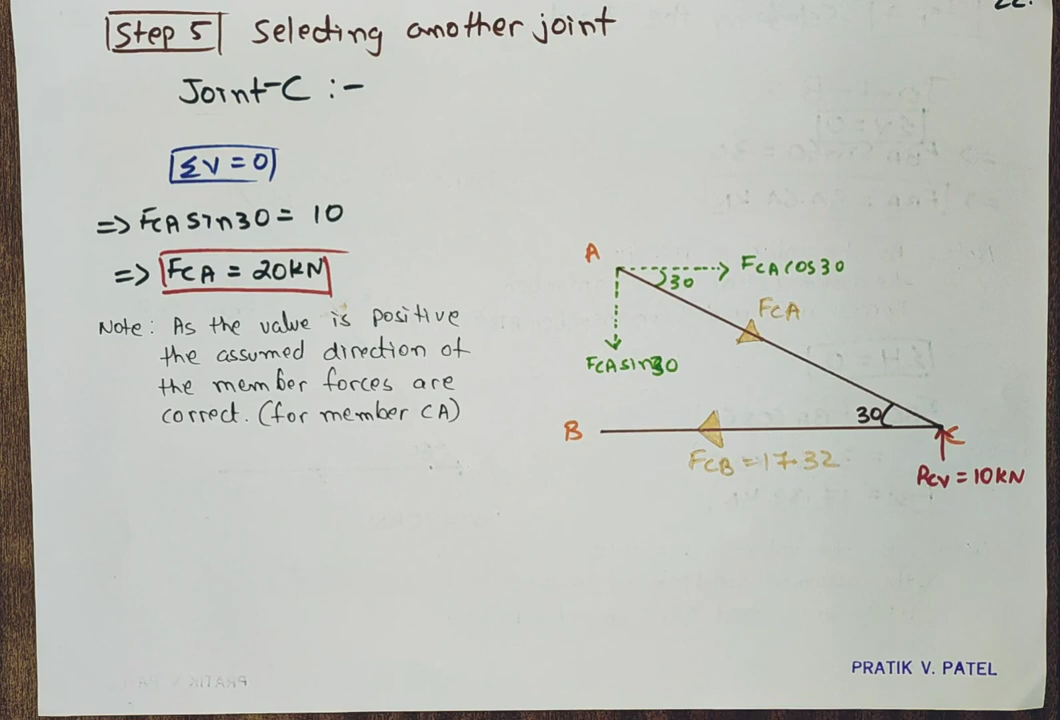 Step 5 Selecting another joint
Joint-C :-
ΣV = 0
=> FCA sin30 = 10
=> FCA = 20KN
Note: As the value is positive
the assumed direction of
the member forces are
correct. (for member CA)
A
FCA cos30
30
FCA
FCA sin30
30
B
C
FCB = 17.32
RCV = 10KN
PRATIK V. PATEL